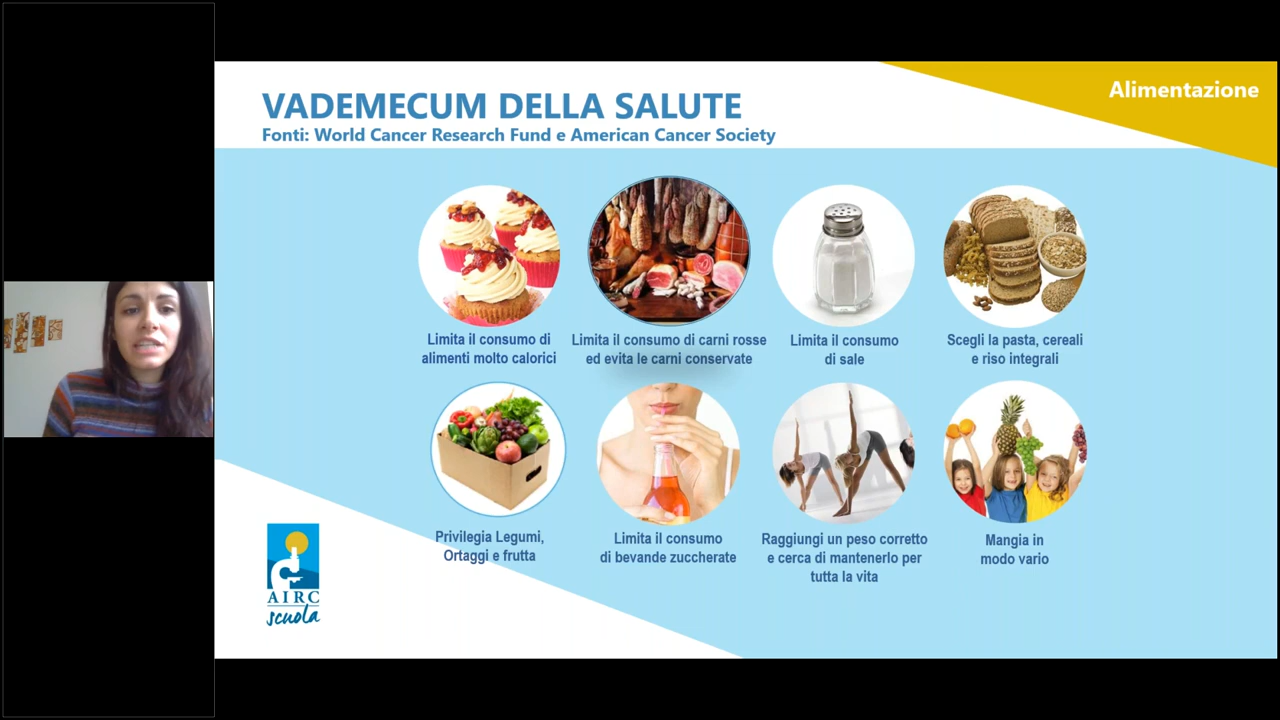 Alimentazione
VADEMECUM DELLA SALUTE
Fonti: World Cancer Research Fund e American Cancer Society
Limita il consumo di
alimenti molto calorici
Limita il consumo di carni rosse
ed evita le carni conservate
Limita il consumo
di sale
Scegli la pasta, cereali
e riso integrali
Privilegia Legumi,
Ortaggi e frutta
Limita il consumo
di bevande zuccherate
Raggiungi un peso corretto
e cerca di mantenerlo per
tutta la vita
Mangia in
modo vario
AIRC
scuola